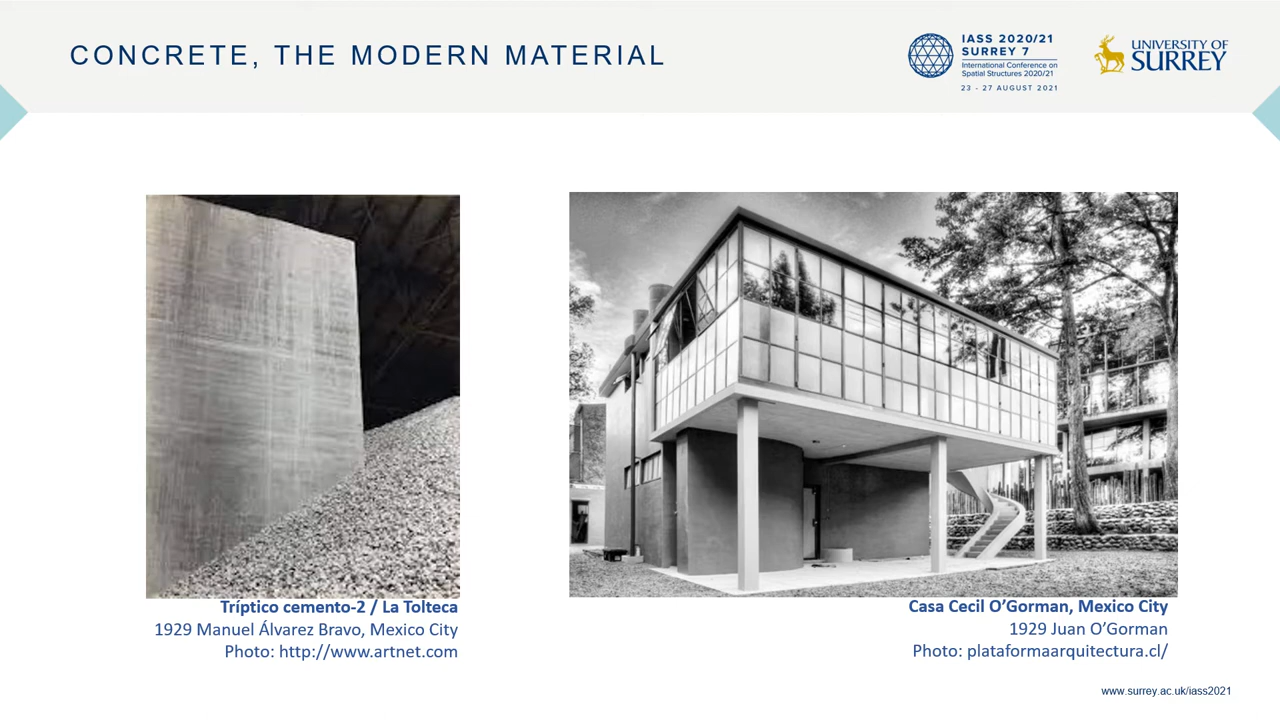 CONCRETE, THE MODERN MATERIAL
IASS 2020/21
SURREY 7
International Conference on
Spatial Structures 2020/21
23 - 27 AUGUST 2021
UNIVERSITY OF
SURREY
Tríptico cemento-2 / La Tolteca
1929 Manuel Álvarez Bravo, Mexico City
Photo: http://www.artnet.com
Casa Cecil O’Gorman, Mexico City
1929 Juan O’Gorman
Photo: plataformaarquitectura.cl/
www.surrey.ac.uk/iass2021